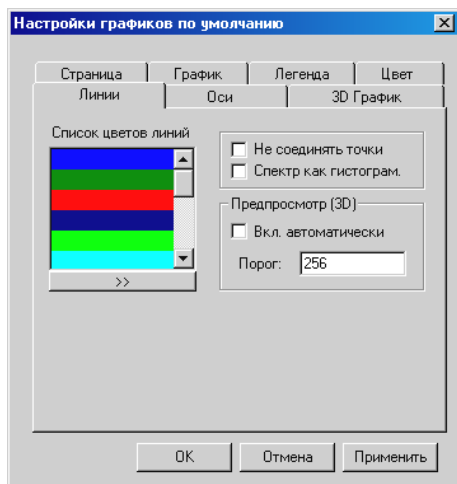 Настройки графиков по умолчанию
Страница График Легенда Цвет
Линии Оси 3D График
Список цветов линий
Не соединять точки
Спектр как гистограм.
Предпросмотр (3D)
Вкл. автоматически
Порог: 256
>>
OK Отмена Применить